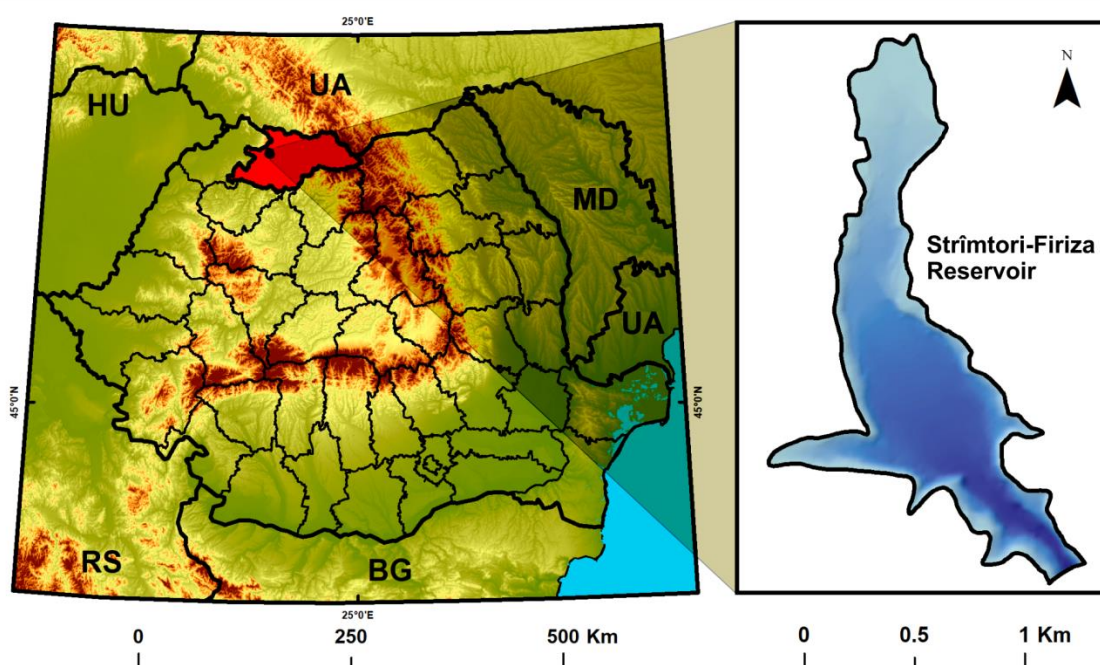 25°0'E
HU
UA
MD
UA
45°0'N
45°0'N
RS
BG
25°0'E
0 250 500 Km
N
Strîmtori-Firiza
Reservoir
0 0.5 1 Km